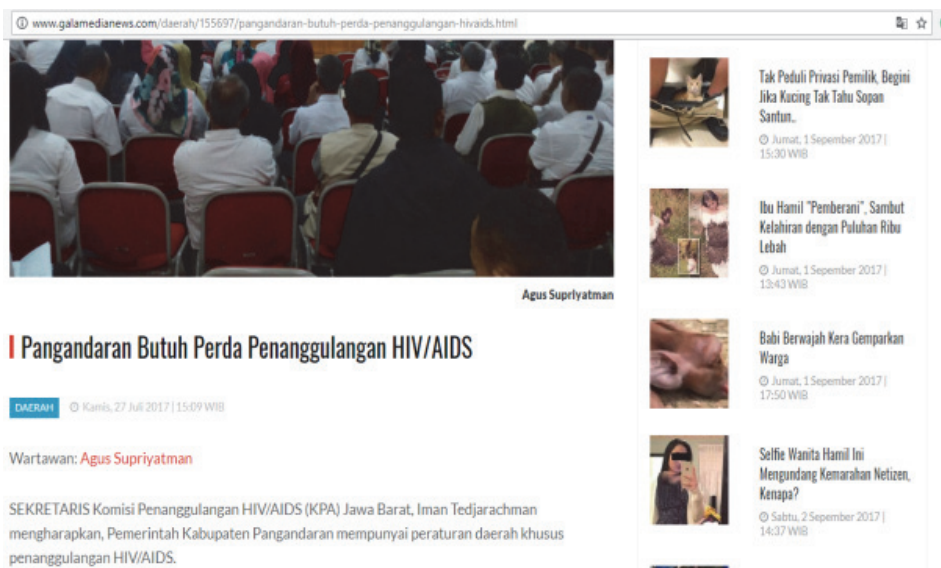 www.galamedianews.com/daerah/155697/pangandaran-butuh-perda-penanggulangan-hivaids.html
Agus Supriyatman
Pangandaran Butuh Perda Penanggulangan HIV/AIDS
DAERAH Kamis, 27 Juli 2017 | 15:09 WIB
Wartawan: Agus Supriyatman
SEKRETARIS Komisi Penanggulangan HIV/AIDS (KPA) Jawa Barat, Iman Tedjarachman
mengharapkan, Pemerintah Kabupaten Pangandaran mempunyai peraturan daerah khusus
penanggulangan HIV/AIDS.
Tak Peduli Privasi Pemilik, Begini
Jika Kucing Tak Tahu Sopan
Santun..
Jumat, 1 Sepember 2017 |
15:30 WIB
Ibu Hamil "Pemberani", Sambut
Kelahiran dengan Puluhan Ribu
Lebah
Jumat, 1 Sepember 2017 |
13:43 WIB
Babi Berwajah Kera Gemparkan
Warga
Jumat, 1 Sepember 2017 |
17:50 WIB
Selfie Wanita Hamil Ini
Mengundang Kemarahan Netizen,
Kenapa?
Sabtu, 2 Sepember 2017 |
14:37 WIB